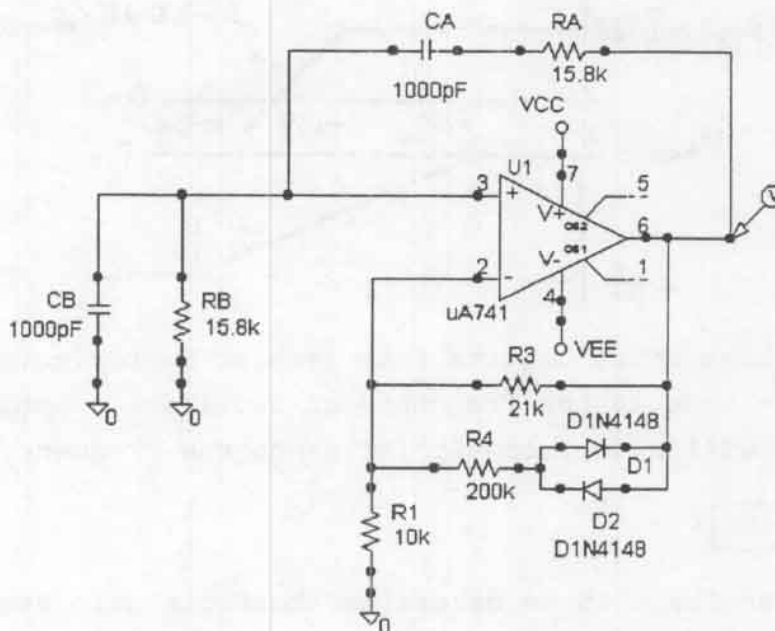 CA
RA
1000pF
15.8k
VCC
U1
7
3
+
5
V+
OS2
6
V
OS1
V-
2
-
1
4
uA741
VEE
CB
1000pF
RB
15.8k
0
0
R3
21k
D1N4148
R4
D1
200k
R1
10k
D2
D1N4148
0